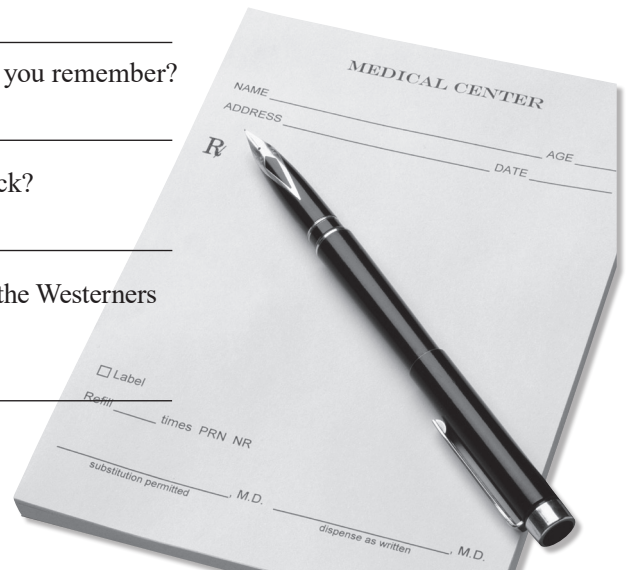 you remember?
ck?
the Westerners
MEDICAL CENTER
NAME
ADDRESS
AGE
DATE
℞
Label
Refill times PRN NR
substitution permitted , M.D.
dispense as written , M.D.